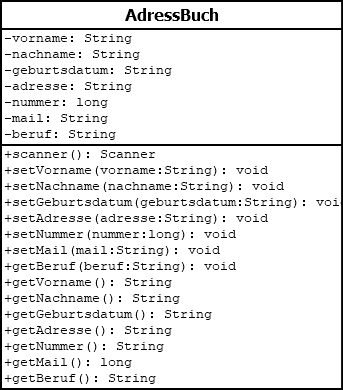 AdressBuch
-vorname: String
-nachname: String
-geburtsdatum: String
-adresse: String
-nummer: long
-mail: String
-beruf: String
+scanner(): Scanner
+setVorname(vorname:String): void
+setNachname(nachname:String): void
+setGeburtsdatum(geburtsdatum:String): voi
+setAdresse(adresse:String): void
+setNummer(nummer:long): void
+setMail(mail:String): void
+getBeruf(beruf:String): void
+getVorname(): String
+getNachname(): String
+getGeburtsdatum(): String
+getAdresse(): String
+getNummer(): String
+getMail(): long
+getBeruf(): String